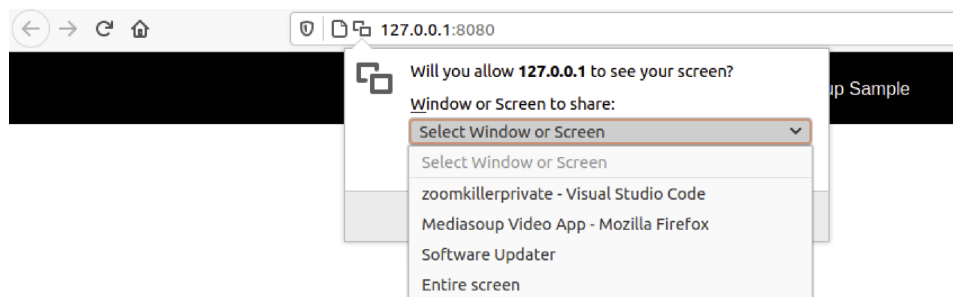 127.0.0.1:8080
Will you allow 127.0.0.1 to see your screen?
up Sample
Window or Screen to share:
Select Window or Screen
Select Window or Screen
zoomkillerprivate - Visual Studio Code
Mediasoup Video App - Mozilla Firefox
Software Updater
Entire screen